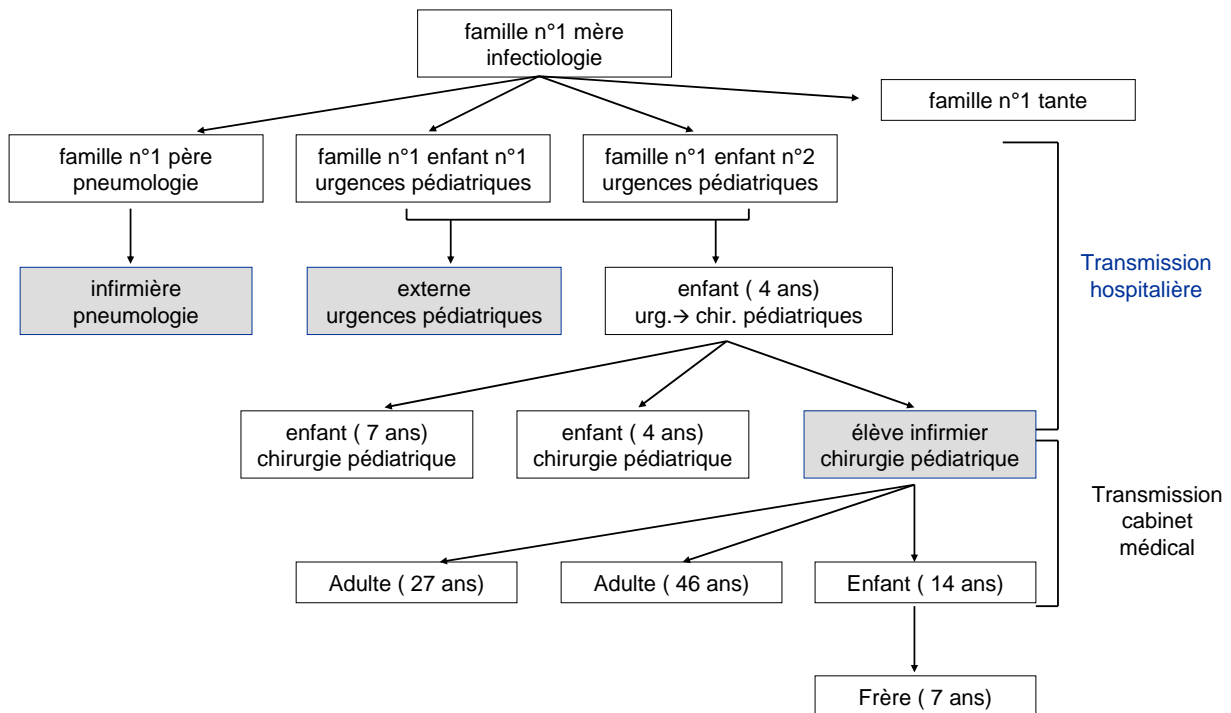 famille n°1 mère
infectiologie
famille n°1 tante
famille n°1 père
pneumologie
famille n°1 enfant n°1
urgences pédiatriques
famille n°1 enfant n°2
urgences pédiatriques
infirmière
pneumologie
externe
urgences pédiatriques
enfant ( 4 ans)
urg.→ chir. pédiatriques
Transmission
hospitalière
enfant ( 7 ans)
chirurgie pédiatrique
enfant ( 4 ans)
chirurgie pédiatrique
élève infirmier
chirurgie pédiatrique
Transmission
cabinet
médical
Adulte ( 27 ans)
Adulte ( 46 ans)
Enfant ( 14 ans)
Frère ( 7 ans)